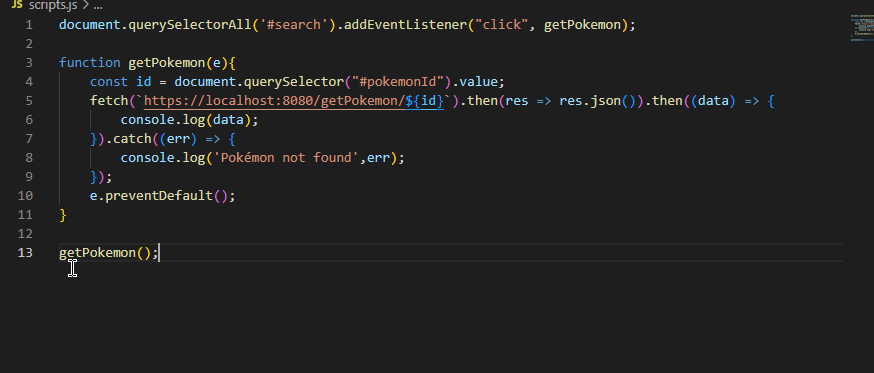 JS scripts.js > ...
1 document.querySelectorAll('#search').addEventListener("click", getPokemon);
2
3 function getPokemon(e){
4 const id = document.querySelector("#pokemonId").value;
5 fetch(`https://localhost:8080/getPokemon/${id}`).then(res => res.json()).then((data) => {
6 console.log(data);
7 }).catch((err) => {
8 console.log('Pokémon not found',err);
9 });
10 e.preventDefault();
11 }
12
13 getPokemon();